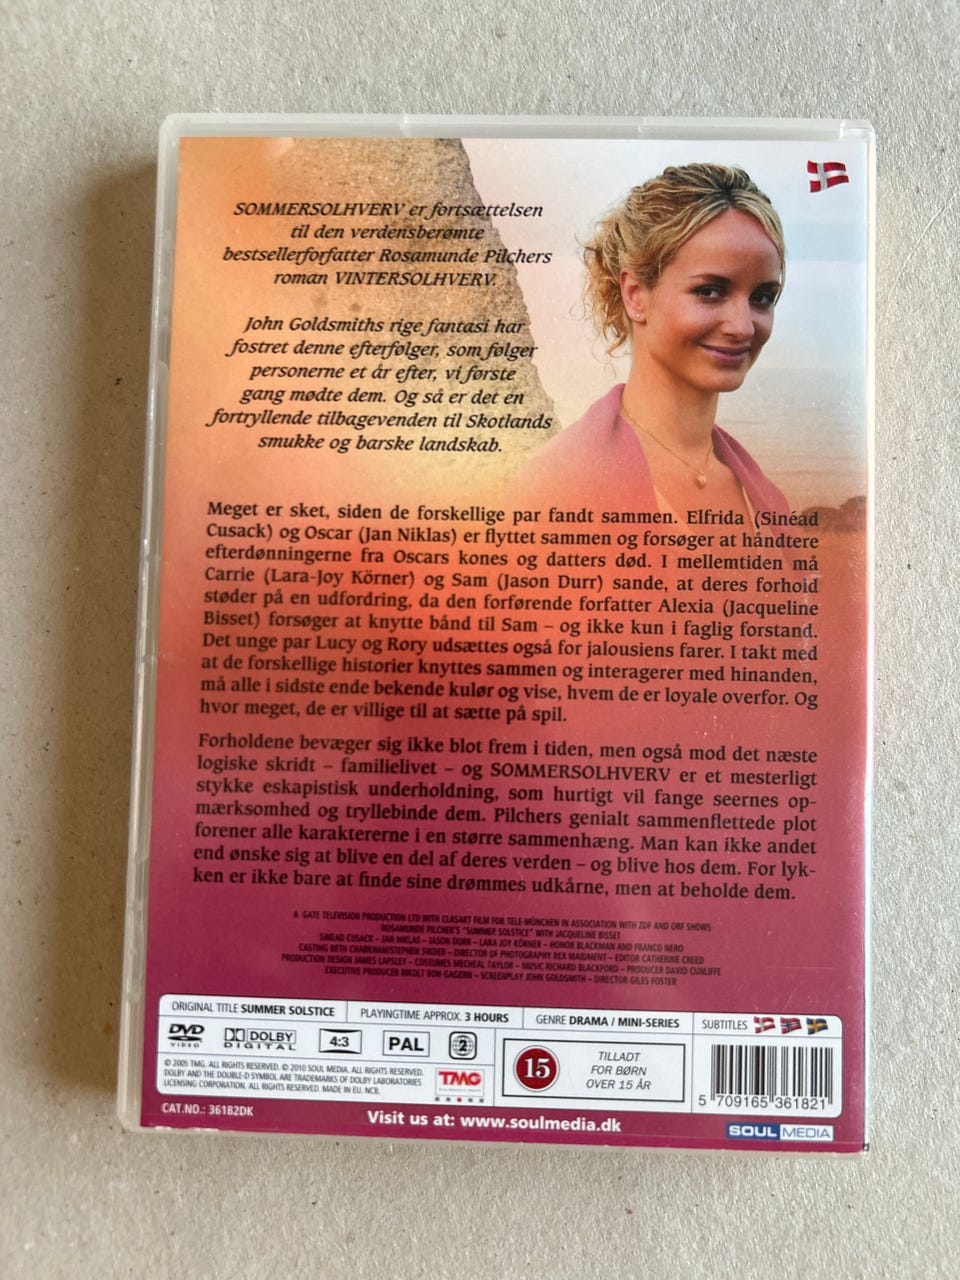 SOMMERSOLHVERV er fortsættelsen
til den verdensberømte
bestsellerforfatter Rosamunde Pilchers
roman VINTERSOLHVERV.
John Goldsmiths rige fantasi har
fostret denne efterfølger, som følger
personerne et år efter, vi første
gang mødte dem. Og så er det en
fortryllende tilbagevenden til Skotlands
smukke og barske landskab.
Meget er sket, siden de forskellige par fandt sammen. Elfrida (Sinéad
Cusack) og Oscar (Jan Niklas) er flyttet sammen og forsøger at håndtere
efterdønningerne fra Oscars kones og datters død. I mellemtiden må
Carrie (Lara-Joy Körner) og Sam (Jason Durr) sande, at deres forhold
støder på en udfordring, da den forførende forfatter Alexia (Jacqueline
Bisset) forsøger at knytte bånd til Sam – og ikke kun i faglig forstand.
Det unge par Lucy og Rory udsættes også for jalousiens farer. I takt med
at de forskellige historier knyttes sammen og interagerer med hinanden,
må alle i sidste ende bekende kulør og vise, hvem de er loyale overfor. Og
hvor meget, de er villige til at sætte på spil.
Forholdene bevæger sig ikke blot frem i tiden, men også mod det næste
logiske skridt – familielivet – og SOMMERSOLHVERV er et mesterligt
stykke eskapistisk underholdning, som hurtigt vil fange seernes op-
mærksomhed og tryllebinde dem. Pilchers genialt sammenflettede plot
forener alle karaktererne i en større sammenhæng. Man kan ikke andet
end ønske sig at blive en del af deres verden – og blive hos dem. For lyk-
ken er ikke bare at finde sine drømmes udkårne, men at beholde dem.
A GATE TELEVISION PRODUCTION LTD WITH CLASART FILM FOR TELE-MÜNCHEN IN ASSOCIATION WITH ZDF AND ORF SHOWS
ROSAMUNDE PILCHER'S "SUMMER SOLSTICE" WITH JACQUELINE BISSET
SINEAD CUSACK – JAN NIKLAS – JASON DURR – LARA JOY KÖRNER – HONOR BLACKMAN AND FRANCO NERO
CASTING BETH CHARKHAM/STEPHEN SIKDER – DIRECTOR OF PHOTOGRAPHY REX MAIDMENT – EDITOR CATHERINE CREED
PRODUCTION DESIGN JAMES LAPSLEY – COSTUMES MECHEAL TAYLOR – MUSIC RICHARD BLACKFORD – PRODUCER DAVID CUNLIFFE
EXECUTIVE PRODUCER RIKOLT VON GAGERN – SCREENPLAY JOHN GOLDSMITH – DIRECTOR GILES FOSTER
ORIGINAL TITLE SUMMER SOLSTICE PLAYINGTIME APPROX. 3 HOURS GENRE DRAMA / MINI-SERIES SUBTITLES
DVD VIDEO DOLBY DIGITAL 4:3 PAL 2
© 2005 TMG. ALL RIGHTS RESERVED. © 2010 SOUL MEDIA. ALL RIGHTS RESERVED.
DOLBY AND THE DOUBLE-D SYMBOL ARE TRADEMARKS OF DOLBY LABORATORIES
LICENSING CORPORATION. ALL RIGHTS RESERVED. MADE IN EU. NCB.
TMG
15
TILLADT
FOR BØRN
OVER 15 ÅR
5 709165 361821
CAT.NO.: 36182DK
Visit us at: www.soulmedia.dk
SOUL MEDIA